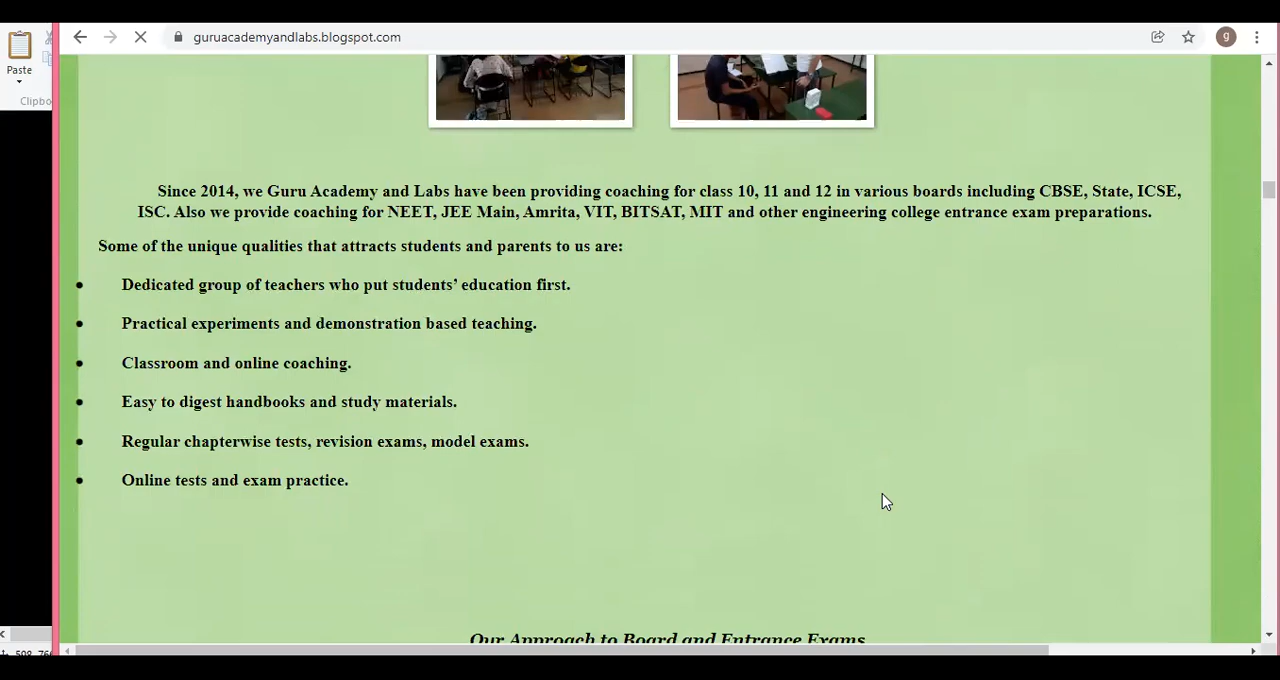 Paste
Clipbo
guruacademyandlabs.blogspot.com
g
Since 2014, we Guru Academy and Labs have been providing coaching for class 10, 11 and 12 in various boards including CBSE, State, ICSE,
ISC. Also we provide coaching for NEET, JEE Main, Amrita, VIT, BITSAT, MIT and other engineering college entrance exam preparations.
Some of the unique qualities that attracts students and parents to us are:
• Dedicated group of teachers who put students’ education first.
• Practical experiments and demonstration based teaching.
• Classroom and online coaching.
• Easy to digest handbooks and study materials.
• Regular chapterwise tests, revision exams, model exams.
• Online tests and exam practice.
Our Approach to Board and Entrance Exams